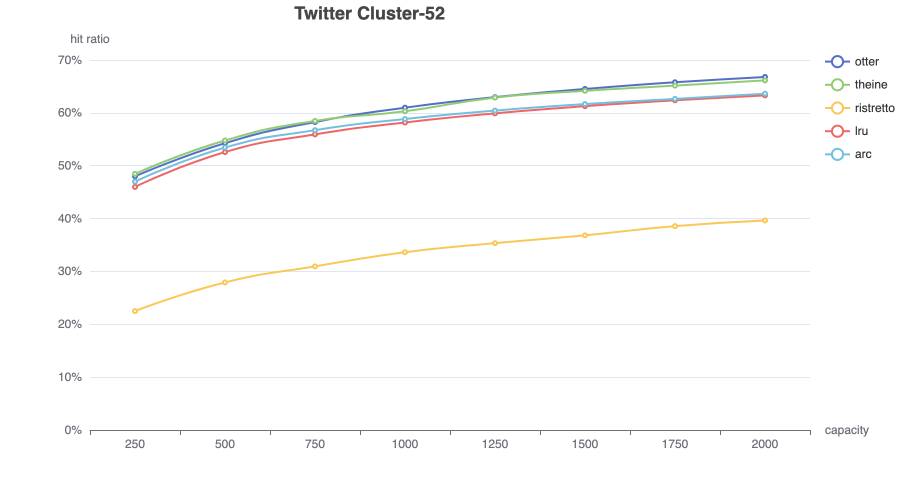 Twitter Cluster-52
hit ratio
70%
60%
50%
40%
30%
20%
10%
0%
250 500 750 1000 1250 1500 1750 2000
capacity
otter
theine
ristretto
lru
arc